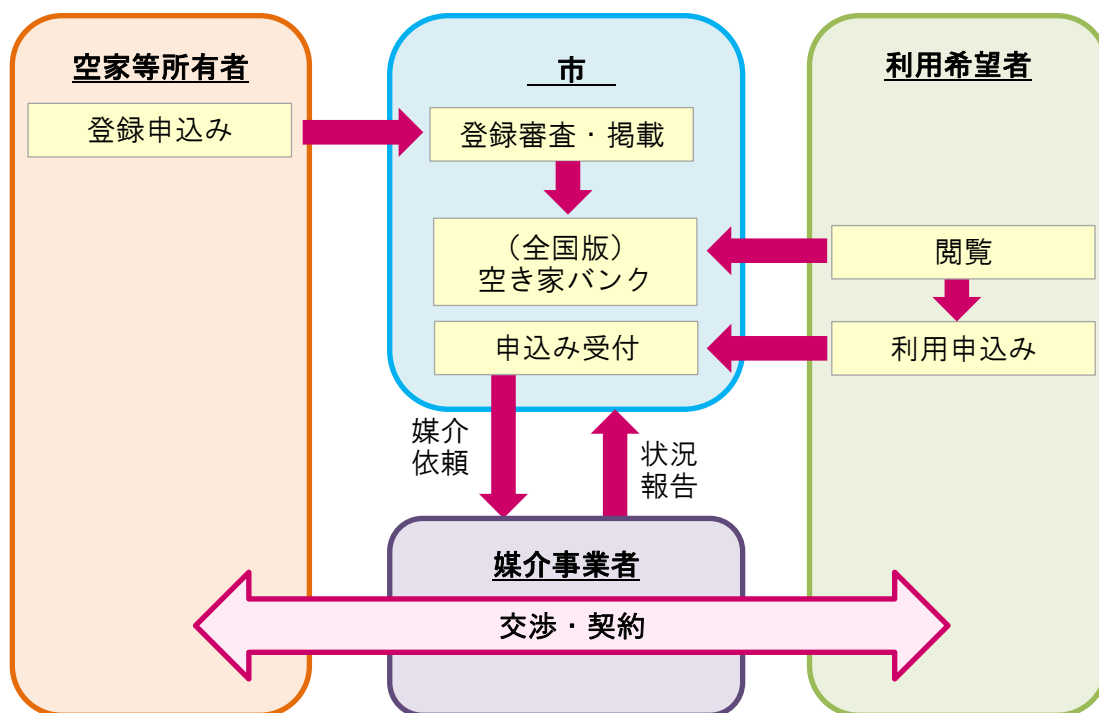 空家等所有者
市
利用希望者
登録申込み
登録審査・掲載
（全国版）
空き家バンク
閲覧
申込み受付
利用申込み
媒介
依頼
状況
報告
媒介事業者
交渉・契約